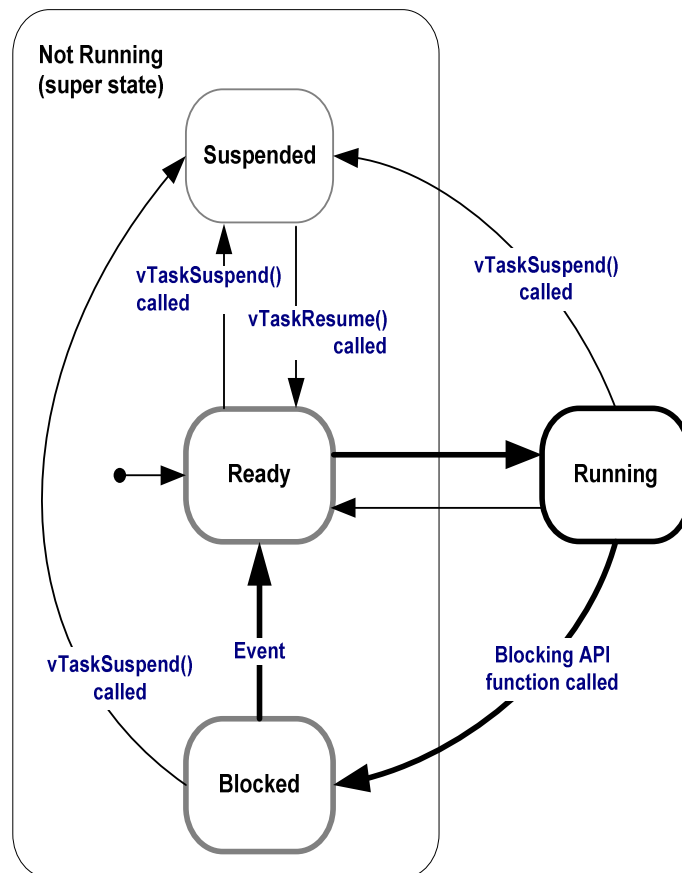 Not Running
(super state)
Suspended
vTaskSuspend()
called
vTaskResume()
called
vTaskSuspend()
called
Ready
Running
Event
vTaskSuspend()
called
Blocking API
function called
Blocked